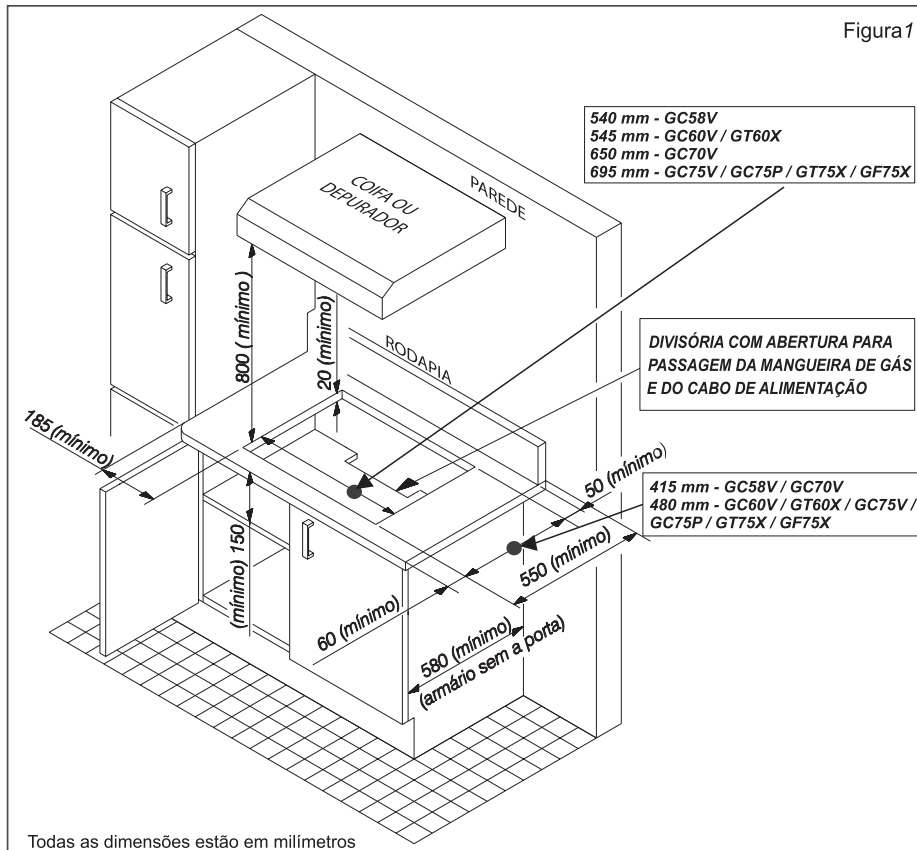 Figura1
540 mm - GC58V
545 mm - GC60V / GT60X
650 mm - GC70V
695 mm - GC75V / GC75P / GT75X / GF75X
PAREDE
COIFA OU
DEPURADOR
800 ( mínimo )
20 (mínimo)
RODAPIA
DIVISÓRIA COM ABERTURA PARA
PASSAGEM DA MANGUEIRA DE GÁS
E DO CABO DE ALIMENTAÇÃO
185 (mínimo)
50 (mínimo)
415 mm - GC58V / GC70V
480 mm - GC60V / GT60X / GC75V /
GC75P / GT75X / GF75X
(mínimo) 150
550 (mínimo)
60 (mínimo)
580 (mínimo)
(armário sem a porta)
Todas as dimensões estão em milímetros